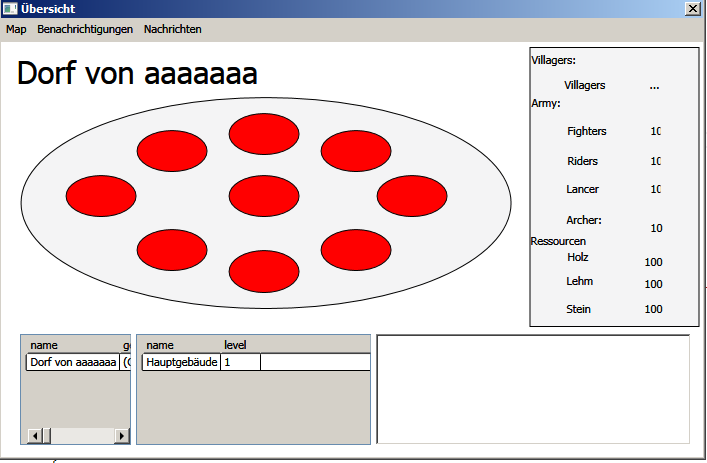 Übersicht
Map Benachrichtigungen Nachrichten
Dorf von aaaaaaa
Villagers:
Villagers ...
Army:
Fighters 10
Riders 10
Lancer 10
Archer: 10
Ressourcen
Holz 100
Lehm 100
Stein 100
name
Dorf von aaaaaaa
name level
Hauptgebäude 1